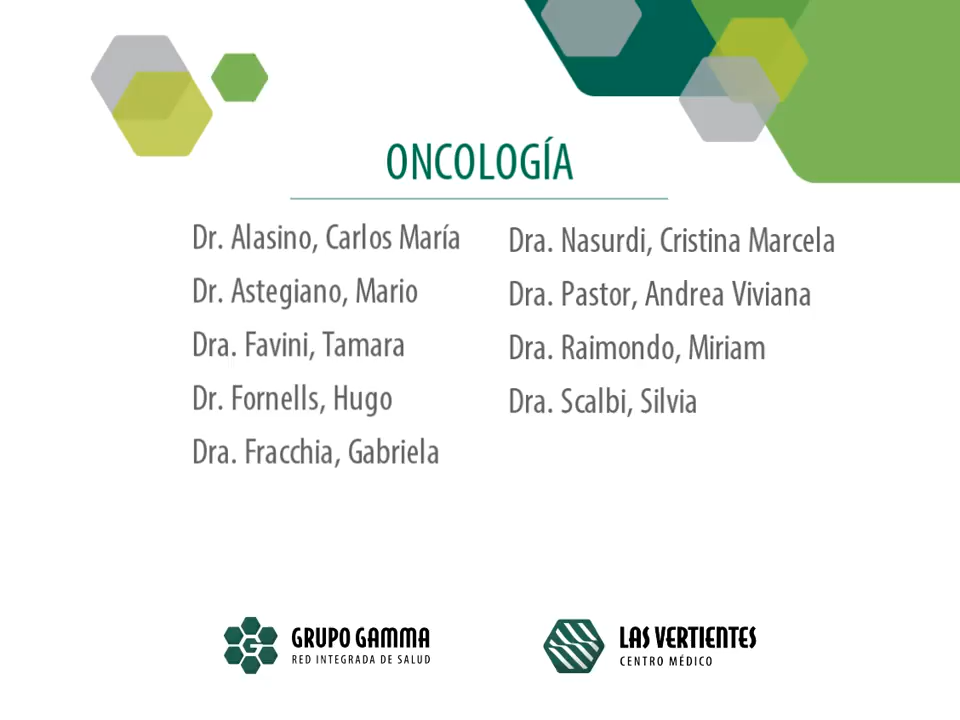 ONCOLOGÍA
Dr. Alasino, Carlos María
Dr. Astegiano, Mario
Dra. Favini, Tamara
Dr. Fornells, Hugo
Dra. Fracchia, Gabriela
Dra. Nasurdi, Cristina Marcela
Dra. Pastor, Andrea Viviana
Dra. Raimondo, Miriam
Dra. Scalbi, Silvia
GRUPO GAMMA
RED INTEGRADA DE SALUD
LAS VERTIENTES
CENTRO MÉDICO